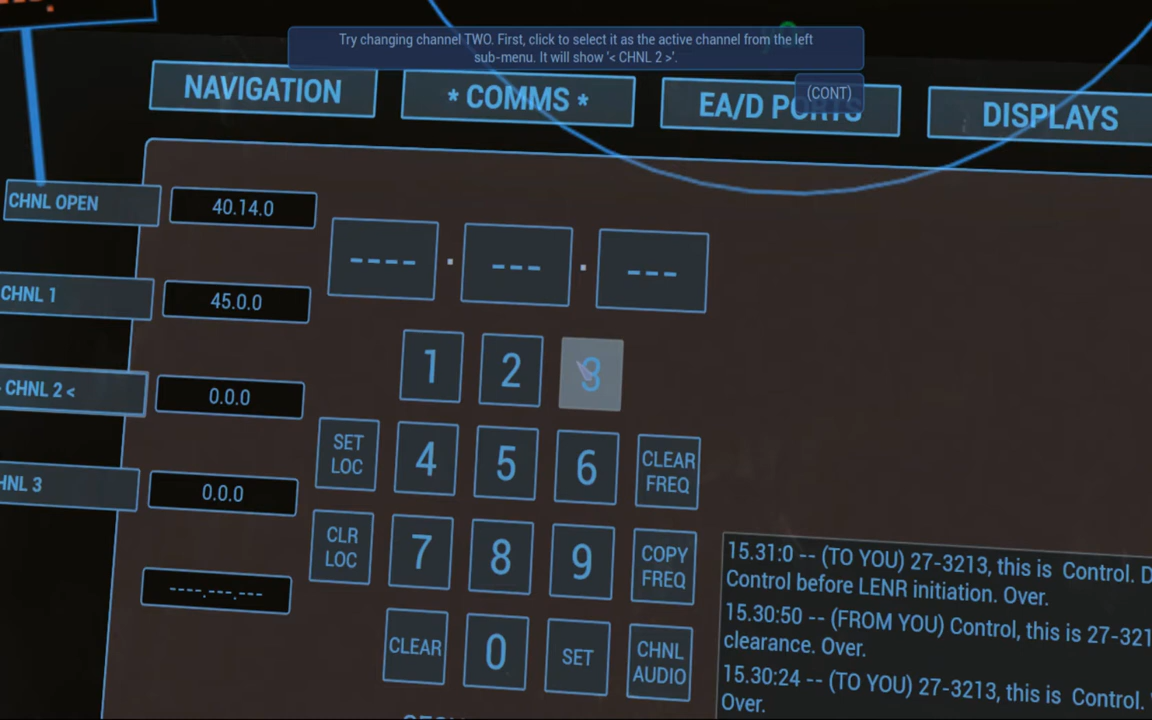 Try changing channel TWO. First, click to select it as the active channel from the left
sub-menu. It will show '< CHNL 2 >'.
(CONT)
NAVIGATION
* COMMS *
EA/D PORTS
DISPLAYS
CHNL OPEN
40.14.0
---- . --- . ---
CHNL 1
45.0.0
CHNL 2 <
0.0.0
HNL 3
0.0.0
----.---.---
1 2 3
SET
LOC
4 5 6
CLEAR
FREQ
CLR
LOC
7 8 9
COPY
FREQ
CLEAR
0
SET
CHNL
AUDIO
15.31:0 -- (TO YOU) 27-3213, this is Control. D
Control before LENR initiation. Over.
15.30:50 -- (FROM YOU) Control, this is 27-321
clearance. Over.
15.30:24 -- (TO YOU) 27-3213, this is Control.
Over.